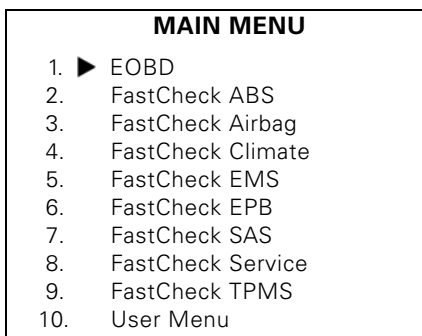 MAIN MENU
1. ▶ EOBD
2. FastCheck ABS
3. FastCheck Airbag
4. FastCheck Climate
5. FastCheck EMS
6. FastCheck EPB
7. FastCheck SAS
8. FastCheck Service
9. FastCheck TPMS
10. User Menu